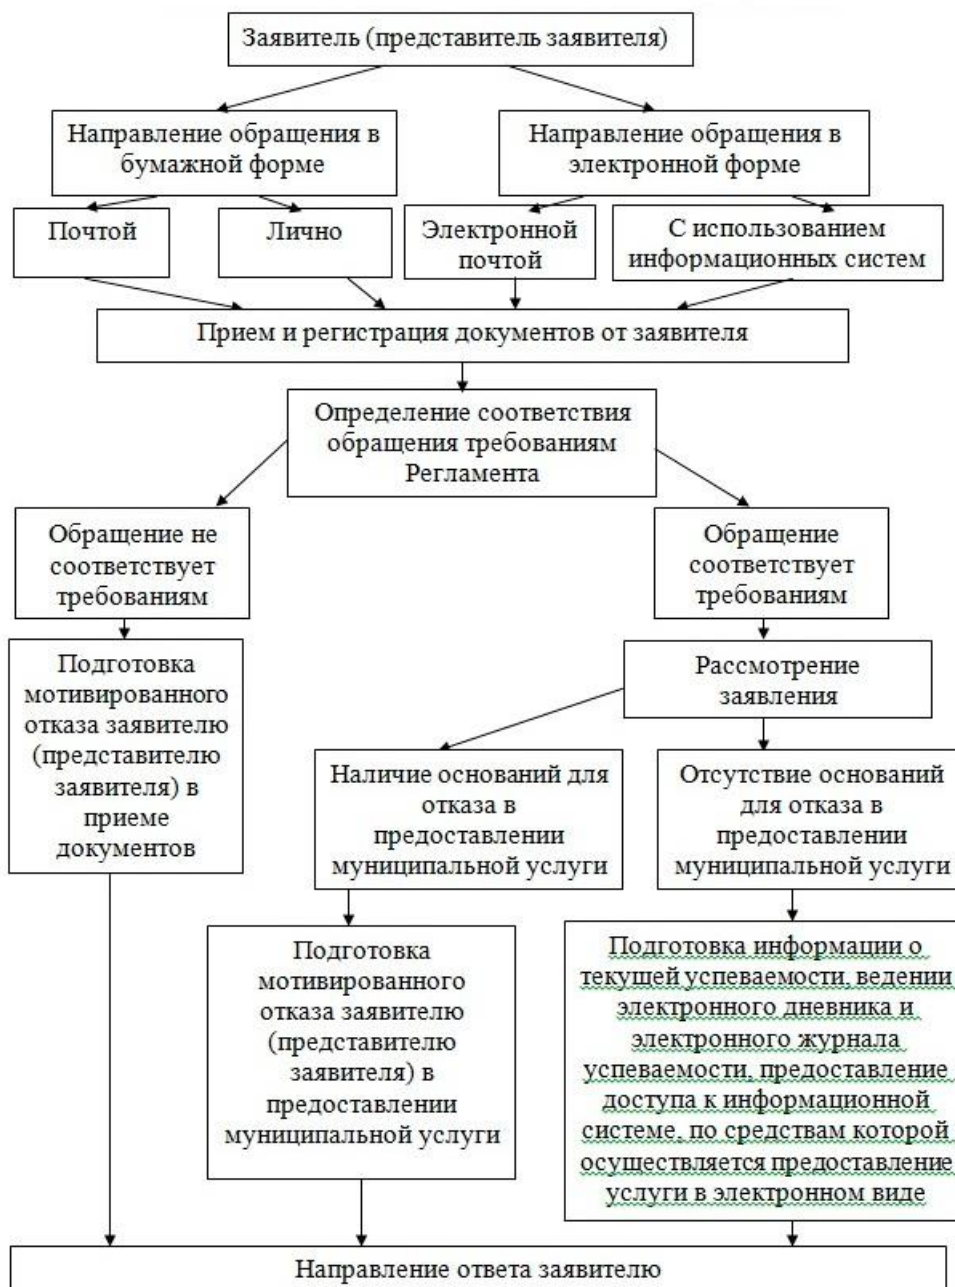 Заявитель (представитель заявителя)
Направление обращения в
бумажной форме
Направление обращения в
электронной форме
Почтой
Лично
Электронной
почтой
С использованием
информационных систем
Прием и регистрация документов от заявителя
Определение соответствия
обращения требованиям
Регламента
Обращение не
соответствует
требованиям
Обращение
соответствует
требованиям
Подготовка
мотивированного
отказа заявителю
(представителю
заявителя) в
приеме
документов
Рассмотрение
заявления
Наличие оснований для
отказа в
предоставлении
муниципальной услуги
Отсутствие оснований
для отказа в
предоставлении
муниципальной услуги
Подготовка
мотивированного
отказа заявителю
(представителю
заявителя) в
предоставлении
муниципальной услуги
Подготовка информации о
текущей успеваемости, ведении
электронного дневника и
электронного журнала
успеваемости, предоставление
доступа к информационной
системе, по средствам которой
осуществляется предоставление
услуги в электронном виде
Направление ответа заявителю